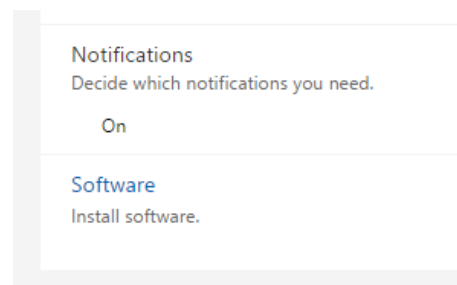 Notifications
Decide which notifications you need.
On
Software
Install software.